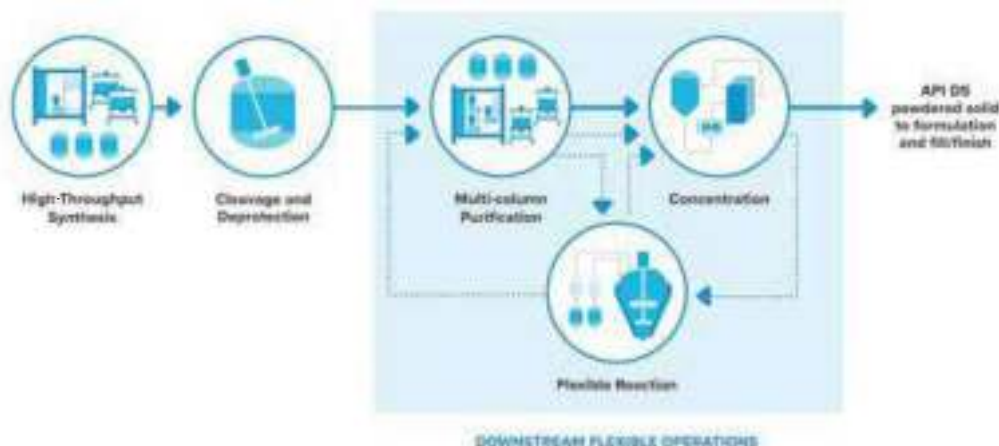 High-Throughput
Synthesis
Cleavage and
Deprotection
Multi-column
Purification
Concentration
API DS
powdered solid
to formulation
and fill/finish
Flexible Reaction
DOWNSTREAM FLEXIBLE OPERATIONS